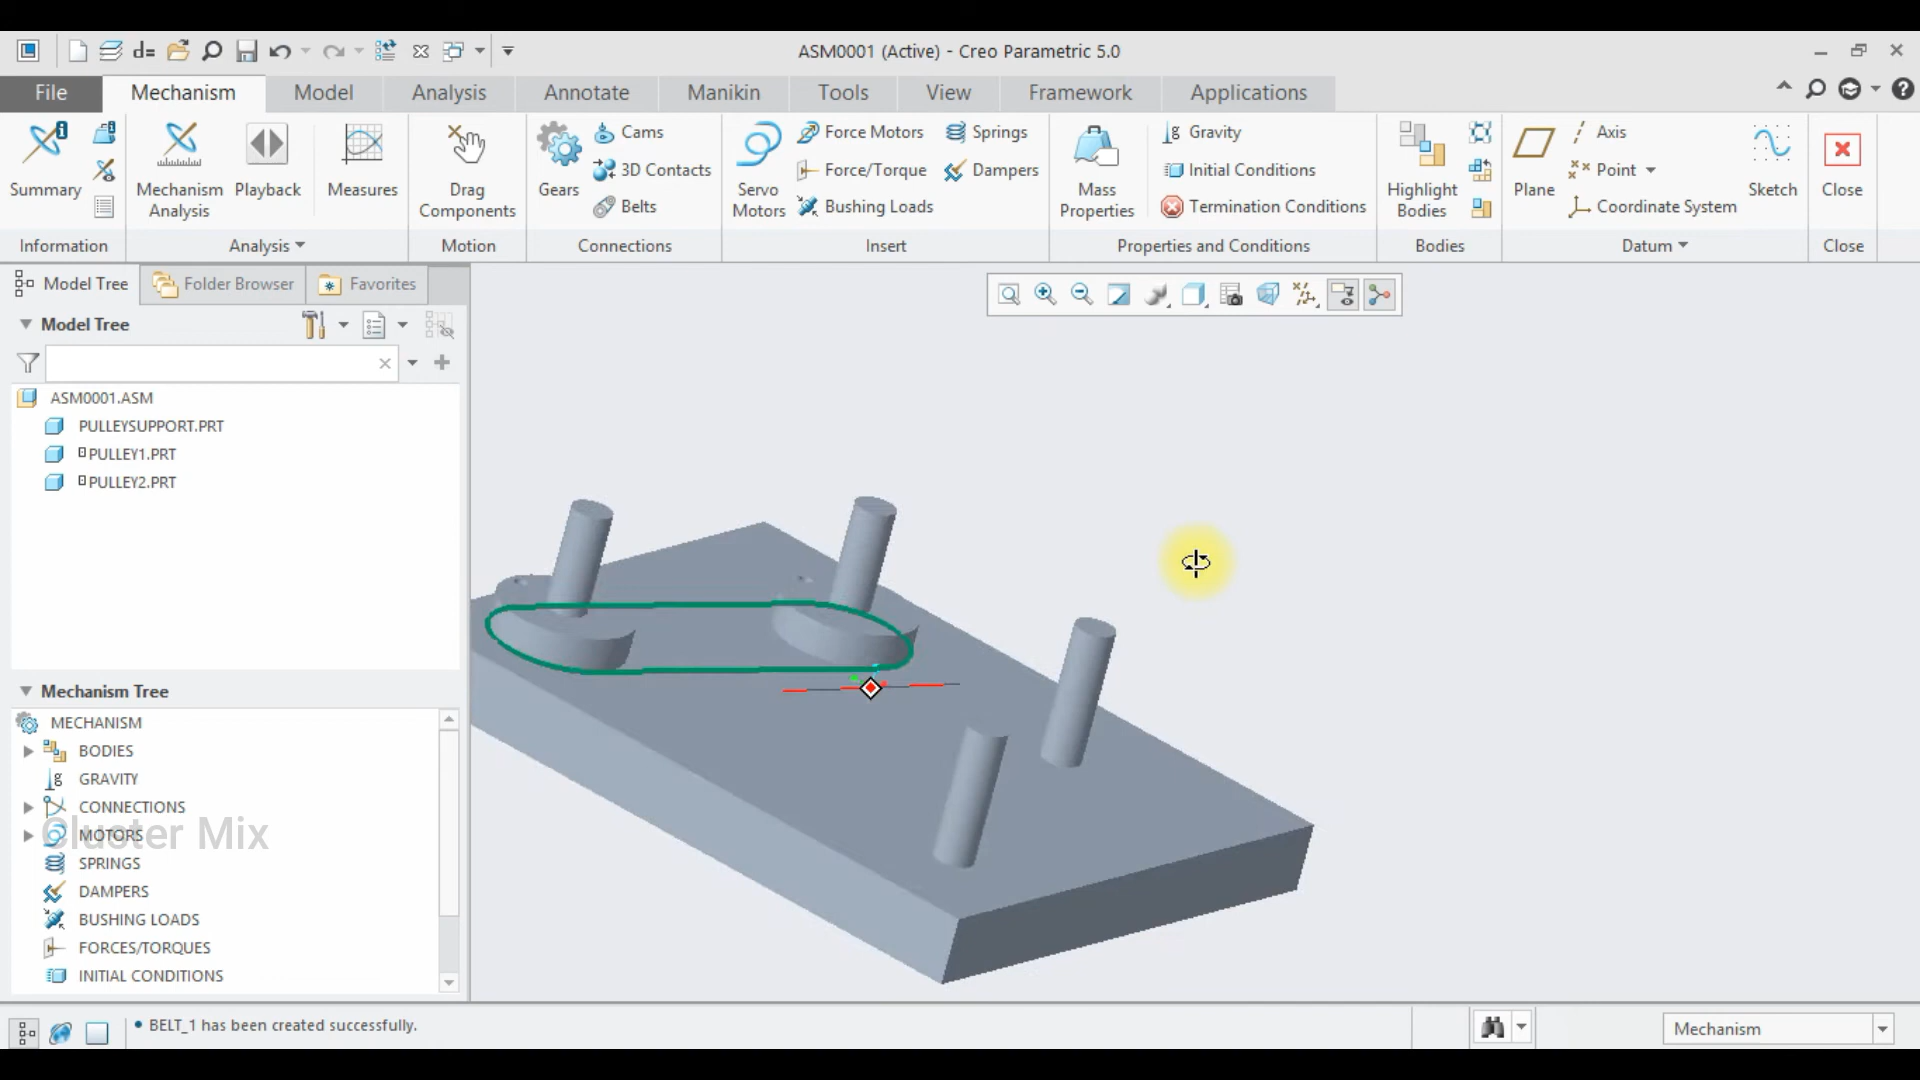 ASM0001 (Active) - Creo Parametric 5.0
File Mechanism Model Analysis Annotate Manikin Tools View Framework Applications
Summary
Information
Mechanism Analysis
Playback
Measures
Analysis
Drag Components
Motion
Gears
Cams
3D Contacts
Belts
Connections
Servo Motors
Force Motors
Force/Torque
Bushing Loads
Springs
Dampers
Insert
Mass Properties
Gravity
Initial Conditions
Termination Conditions
Properties and Conditions
Highlight Bodies
Bodies
Plane
Axis
Point
Coordinate System
Sketch
Datum
Close
Close
Model Tree Folder Browser Favorites
Model Tree
ASM0001.ASM
PULLEYSUPPORT.PRT
PULLEY1.PRT
PULLEY2.PRT
Mechanism Tree
MECHANISM
BODIES
GRAVITY
CONNECTIONS
MOTORS
Cluster Mix
SPRINGS
DAMPERS
BUSHING LOADS
FORCES/TORQUES
INITIAL CONDITIONS
• BELT_1 has been created successfully.
Mechanism